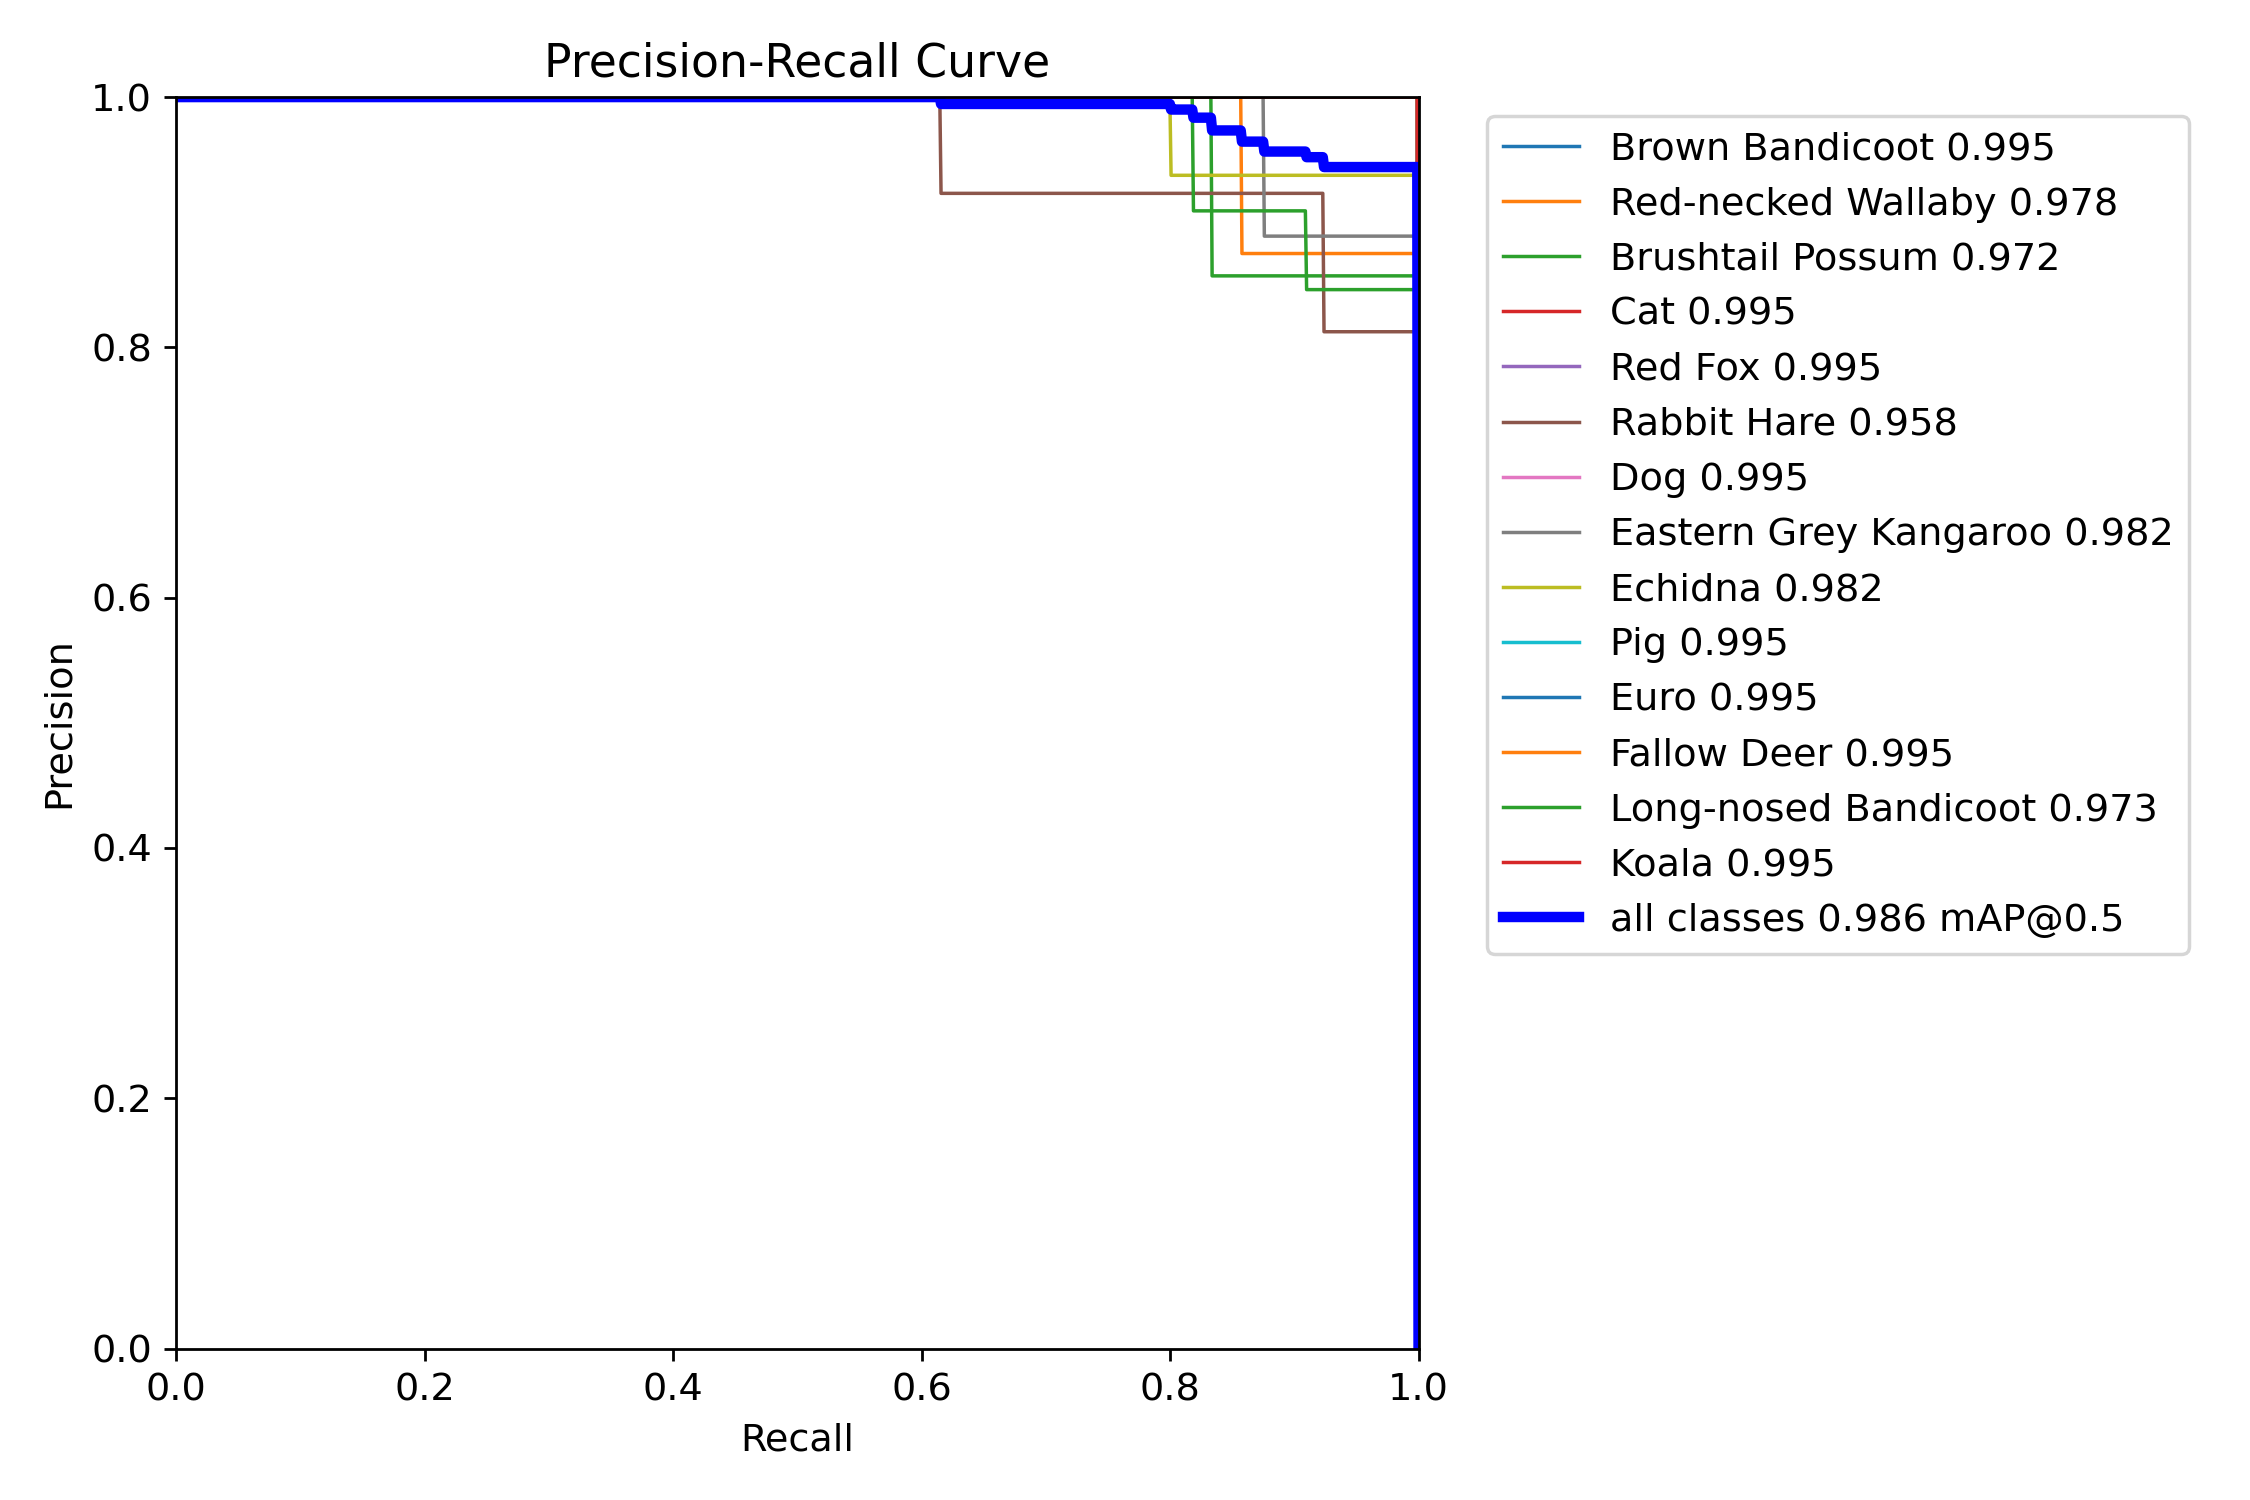 Precision-Recall Curve
1.0
0.8
0.6
0.4
0.2
0.0
Precision
0.0 0.2 0.4 0.6 0.8 1.0
Recall
Brown Bandicoot 0.995
Red-necked Wallaby 0.978
Brushtail Possum 0.972
Cat 0.995
Red Fox 0.995
Rabbit Hare 0.958
Dog 0.995
Eastern Grey Kangaroo 0.982
Echidna 0.982
Pig 0.995
Euro 0.995
Fallow Deer 0.995
Long-nosed Bandicoot 0.973
Koala 0.995
all classes 0.986 mAP@0.5